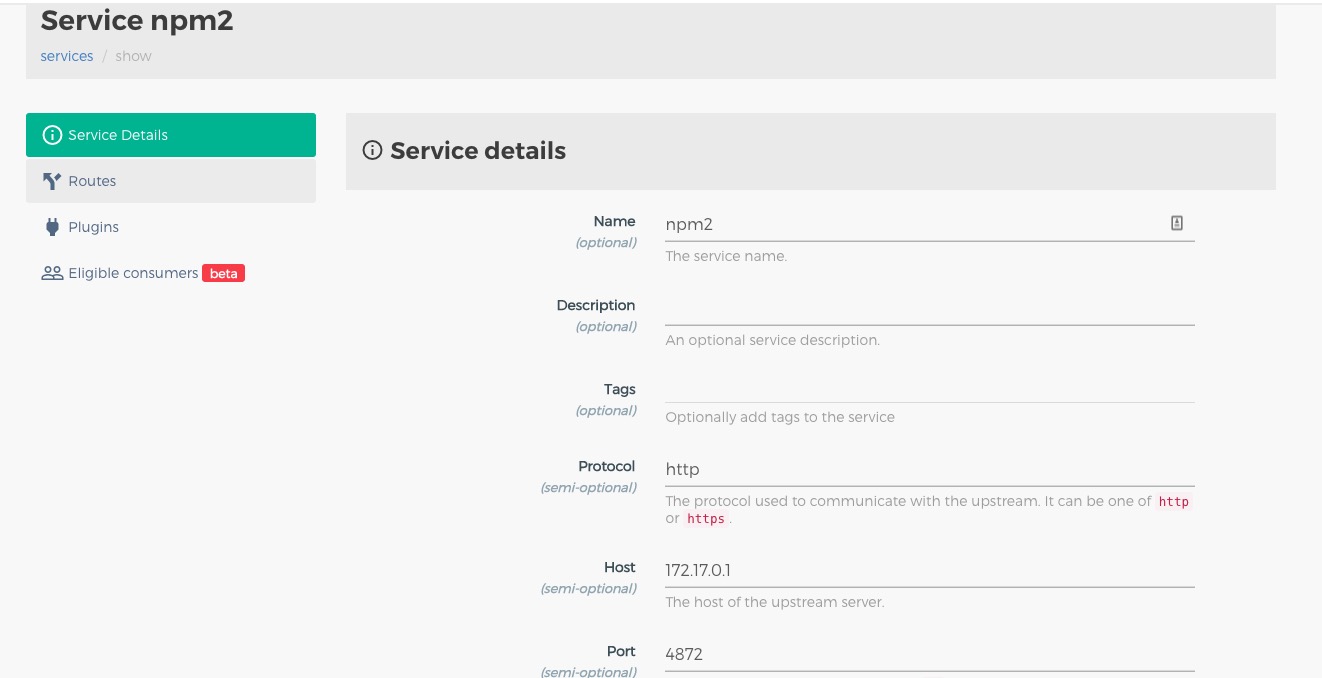 Service npm2
services / show
Service Details
Routes
Plugins
Eligible consumers beta
Service details
Name
(optional)
npm2
The service name.
Description
(optional)
An optional service description.
Tags
(optional)
Optionally add tags to the service
Protocol
(semi-optional)
http
The protocol used to communicate with the upstream. It can be one of http
or https.
Host
(semi-optional)
172.17.0.1
The host of the upstream server.
Port
(semi-optional)
4872